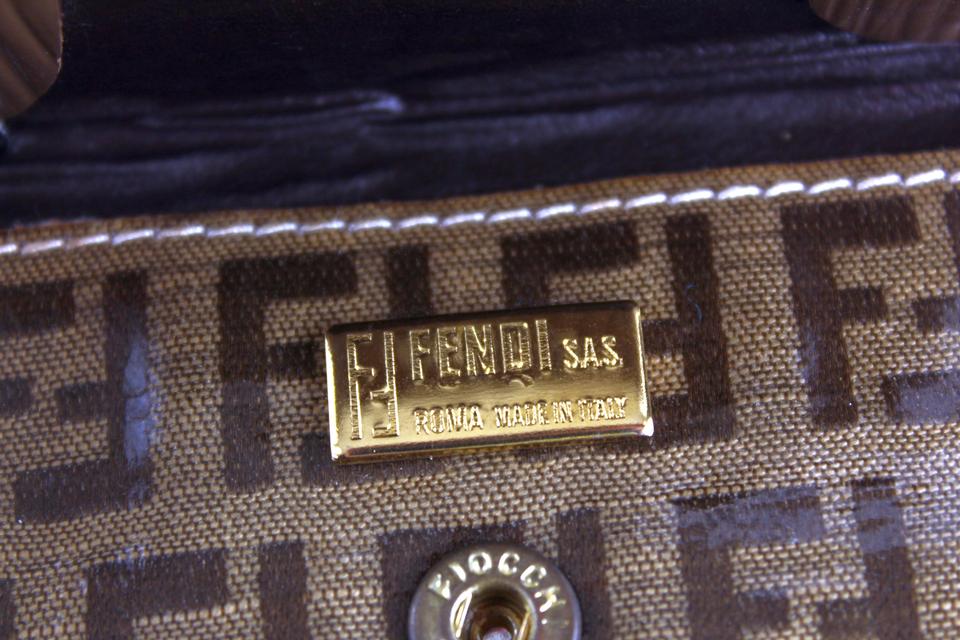 FENDI S.A.S.
ROMA MADE IN ITALY
FIOCCHI